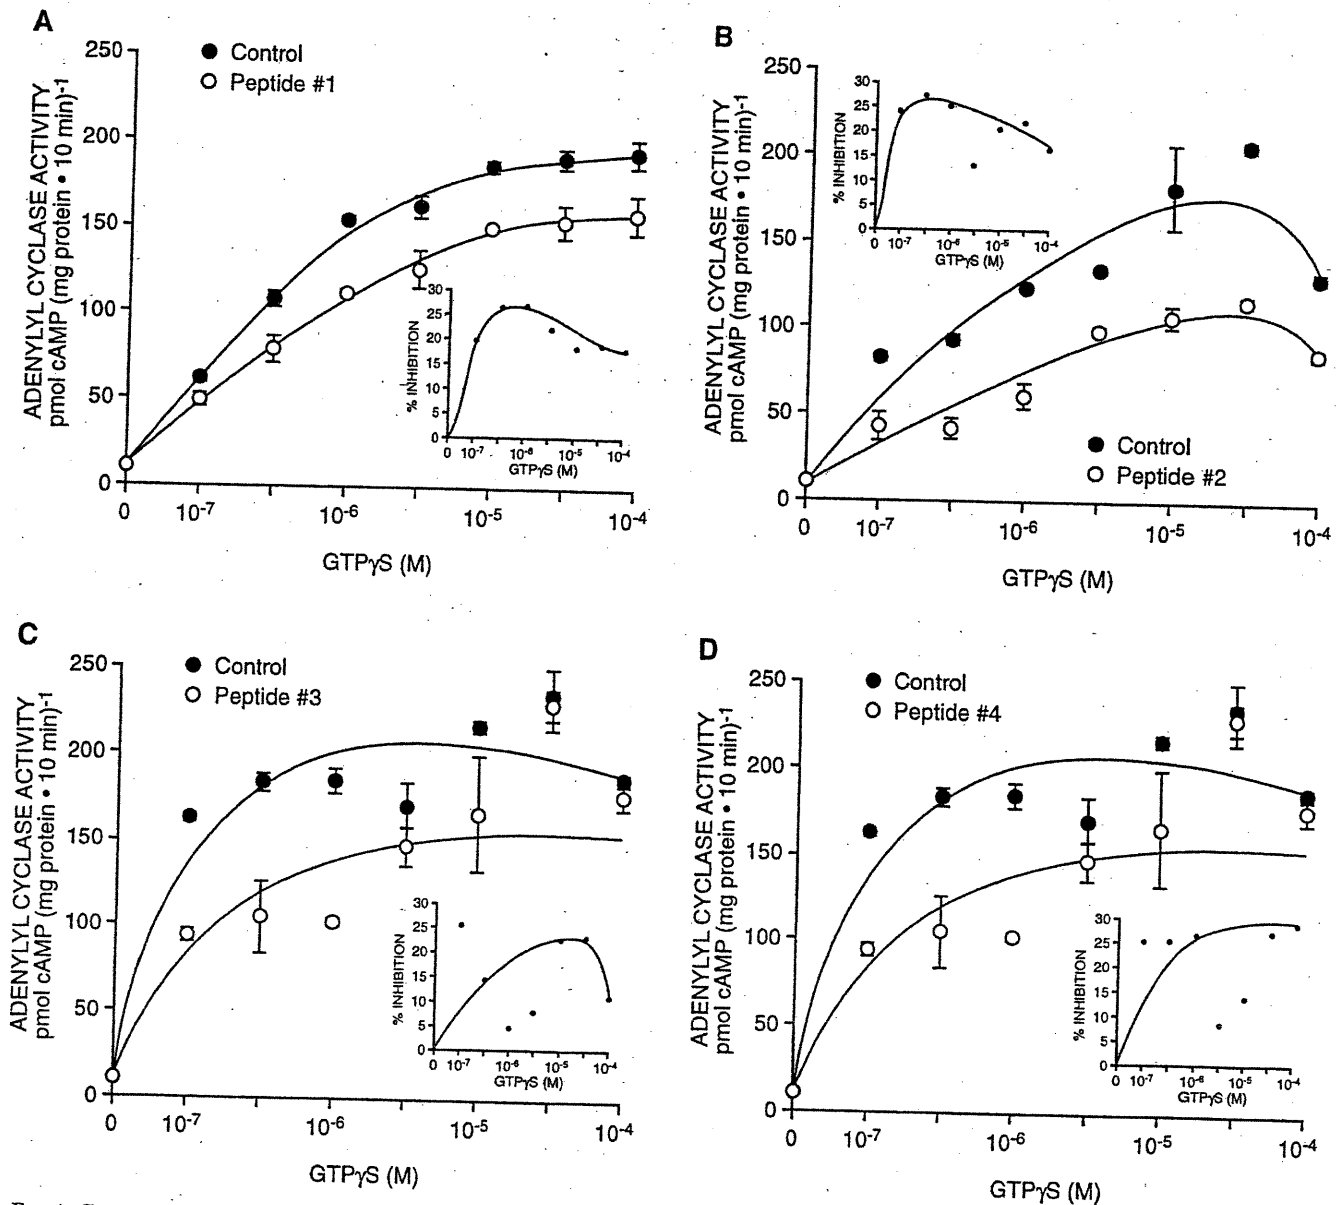 A
ADENYLYL CYCLASE ACTIVITY
pmol cAMP (mg protein • 10 min)-1
250
200
150
100
50
0
Control
Peptide #1
% INHIBITION
30
25
20
15
10
5
0
0 10-7 10-6 10-5 10-4
GTPγS (M)
0 10-7 10-6 10-5 10-4
GTPγS (M)
B
ADENYLYL CYCLASE ACTIVITY
pmol cAMP (mg protein • 10 min)-1
250
200
150
100
50
0
% INHIBITION
30
25
20
15
10
5
0
0 10-7 10-6 10-5 10-4
GTPγS (M)
Control
Peptide #2
0 10-7 10-6 10-5 10-4
GTPγS (M)
C
ADENYLYL CYCLASE ACTIVITY
pmol cAMP (mg protein • 10 min)-1
250
200
150
100
50
0
Control
Peptide #3
% INHIBITION
30
25
20
15
10
5
0
0 10-7 10-6 10-5 10-4
GTPγS (M)
0 10-7 10-6 10-5 10-4
GTPγS (M)
D
ADENYLYL CYCLASE ACTIVITY
pmol cAMP (mg protein • 10 min)-1
250
200
150
100
50
0
Control
Peptide #4
% INHIBITION
30
25
20
15
10
5
0
0 10-7 10-6 10-5 10-4
GTPγS (M)
0 10-7 10-6 10-5 10-4
GTPγS (M)